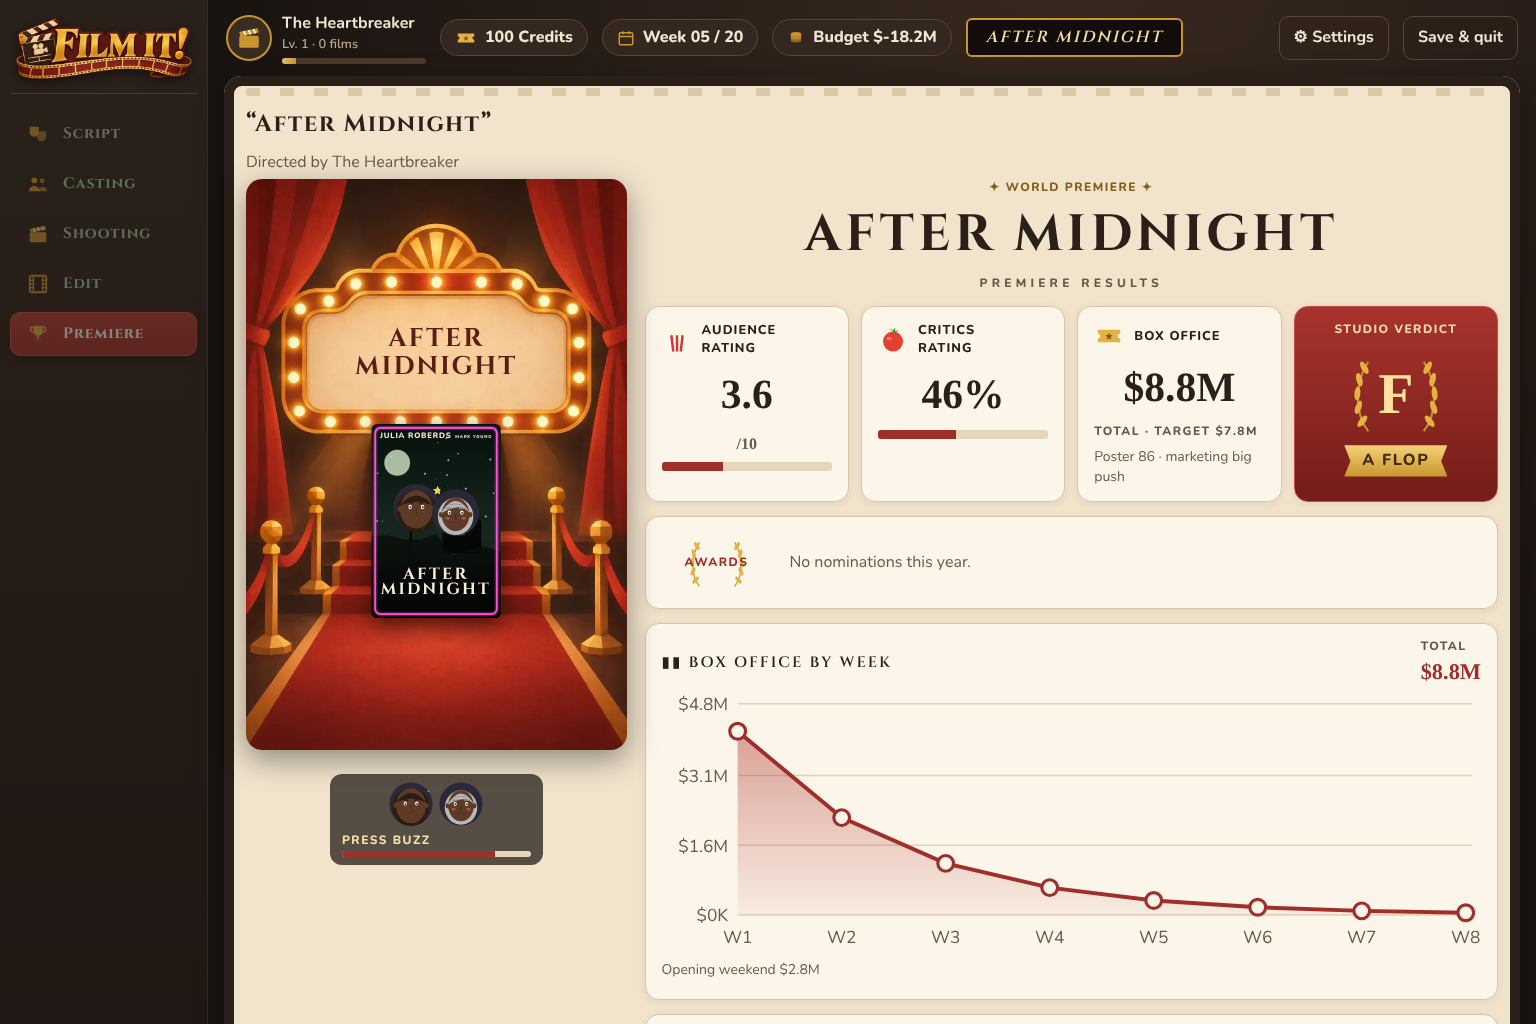 FILM IT!
The Heartbreaker
Lv. 1 · 0 films
100 Credits
Week 05 / 20
Budget $-18.2M
AFTER MIDNIGHT
⚙ Settings
Save & quit
Script
Casting
Shooting
Edit
Premiere
“After Midnight”
Directed by The Heartbreaker
AFTER
MIDNIGHT
JULIA ROBERDS MARK YOUNG
AFTER
MIDNIGHT
PRESS BUZZ
✦ WORLD PREMIERE ✦
AFTER MIDNIGHT
PREMIERE RESULTS
AUDIENCE
RATING
3.6
/10
CRITICS
RATING
46%
BOX OFFICE
$8.8M
TOTAL · TARGET $7.8M
Poster 86 · marketing big
push
STUDIO VERDICT
F
A FLOP
AWARDS
No nominations this year.
BOX OFFICE BY WEEK
TOTAL
$8.8M
$4.8M
$3.1M
$1.6M
$0K
W1 W2 W3 W4 W5 W6 W7 W8
Opening weekend $2.8M